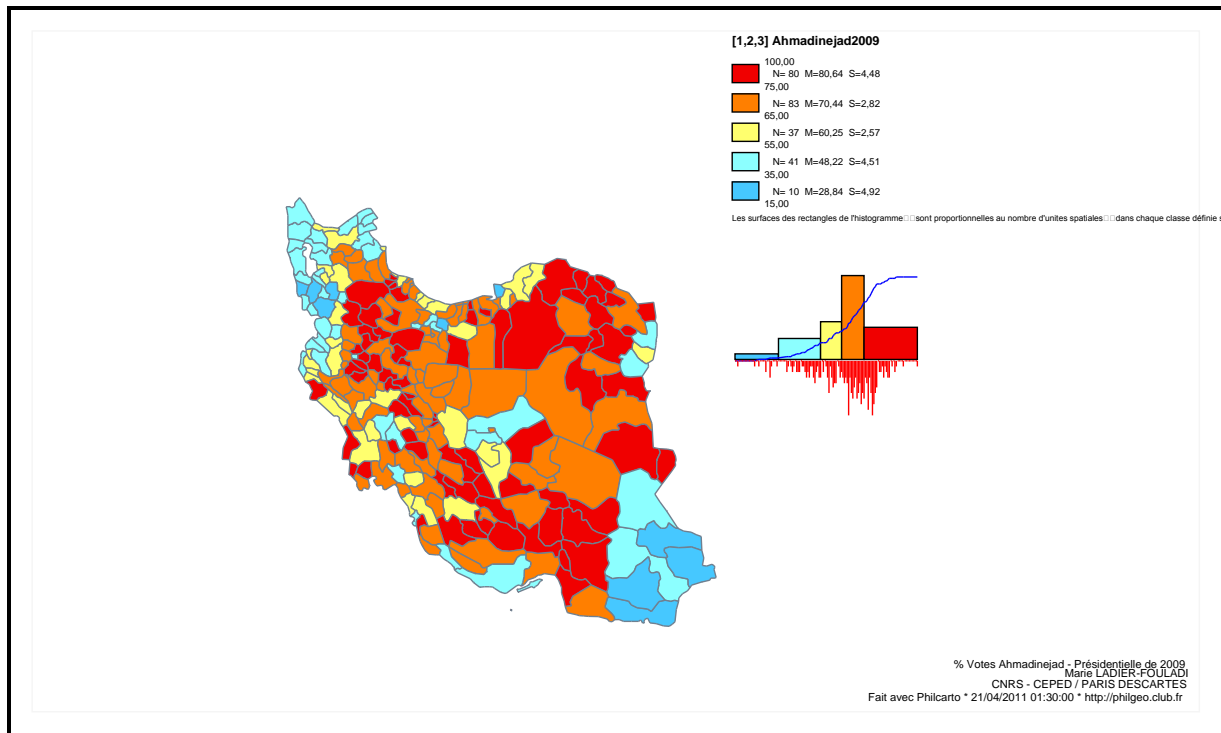 [1,2,3] Ahmadinejad2009
100,00
N= 80 M=80,64 S=4,48
75,00
N= 83 M=70,44 S=2,82
65,00
N= 37 M=60,25 S=2,57
55,00
N= 41 M=48,22 S=4,51
35,00
N= 10 M=28,84 S=4,92
15,00
Les surfaces des rectangles de l'histogramme□□sont proportionnelles au nombre d'unites spatiales□□dans chaque classe définie s
% Votes Ahmadinejad - Présidentielle de 2009
Marie LADIER-FOULADI
CNRS - CEPED / PARIS DESCARTES
Fait avec Philcarto * 21/04/2011 01:30:00 * http://philgeo.club.fr